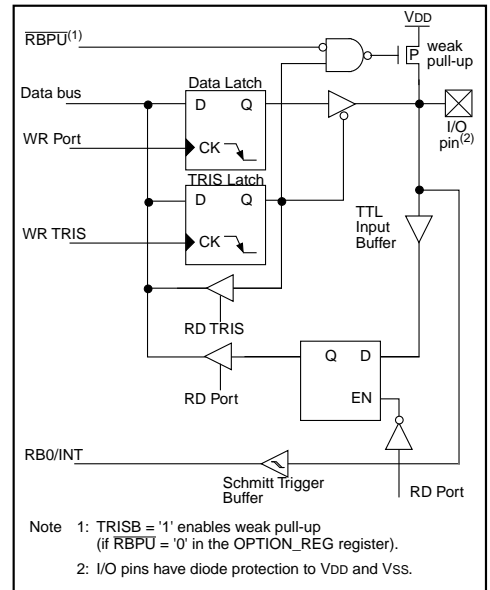 VDD
RBPU(1)
P
weak
pull-up
Data Latch
Data bus
D Q
I/O
pin(2)
WR Port
CK
TRIS Latch
D Q
TTL
Input
Buffer
WR TRIS
CK
RD TRIS
Q D
RD Port
EN
RB0/INT
Schmitt Trigger
Buffer
RD Port
Note 1: TRISB = '1' enables weak pull-up
(if RBPU = '0' in the OPTION_REG register).
2: I/O pins have diode protection to VDD and VSS.